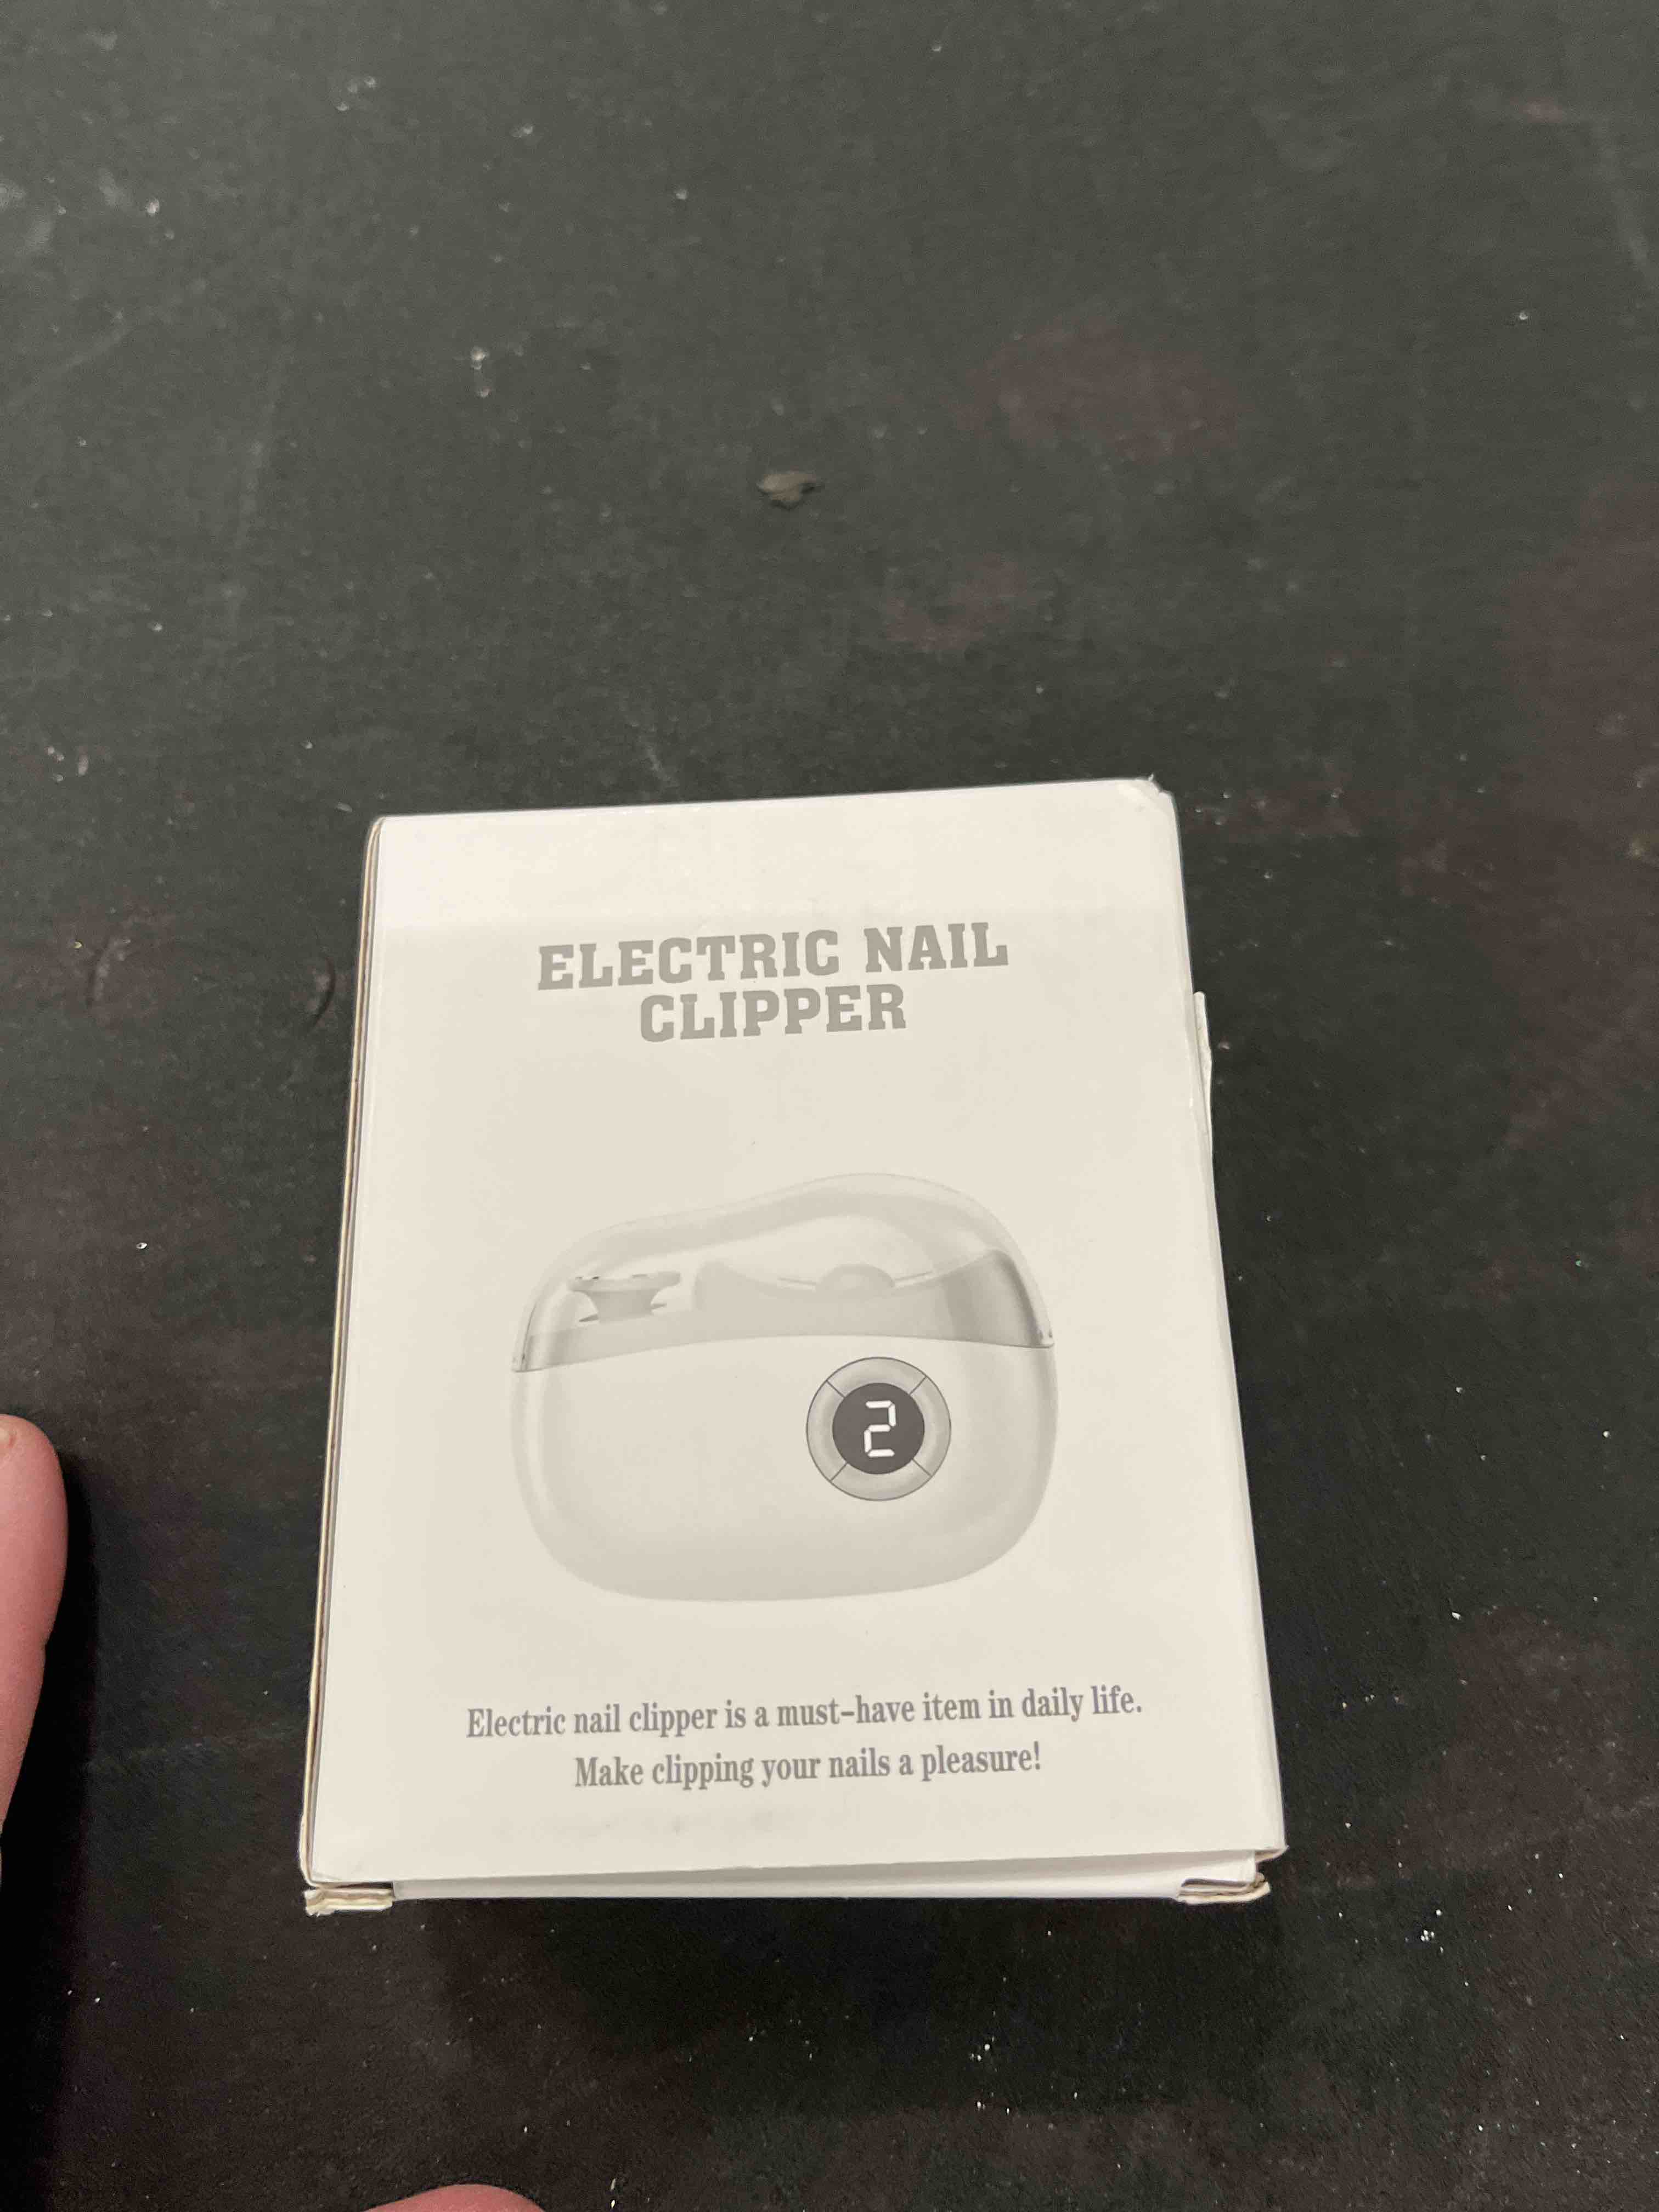 ELECTRIC NAIL
CLIPPER
2
Electric nail clipper is a must-have item in daily life.
Make clipping your nails a pleasure!